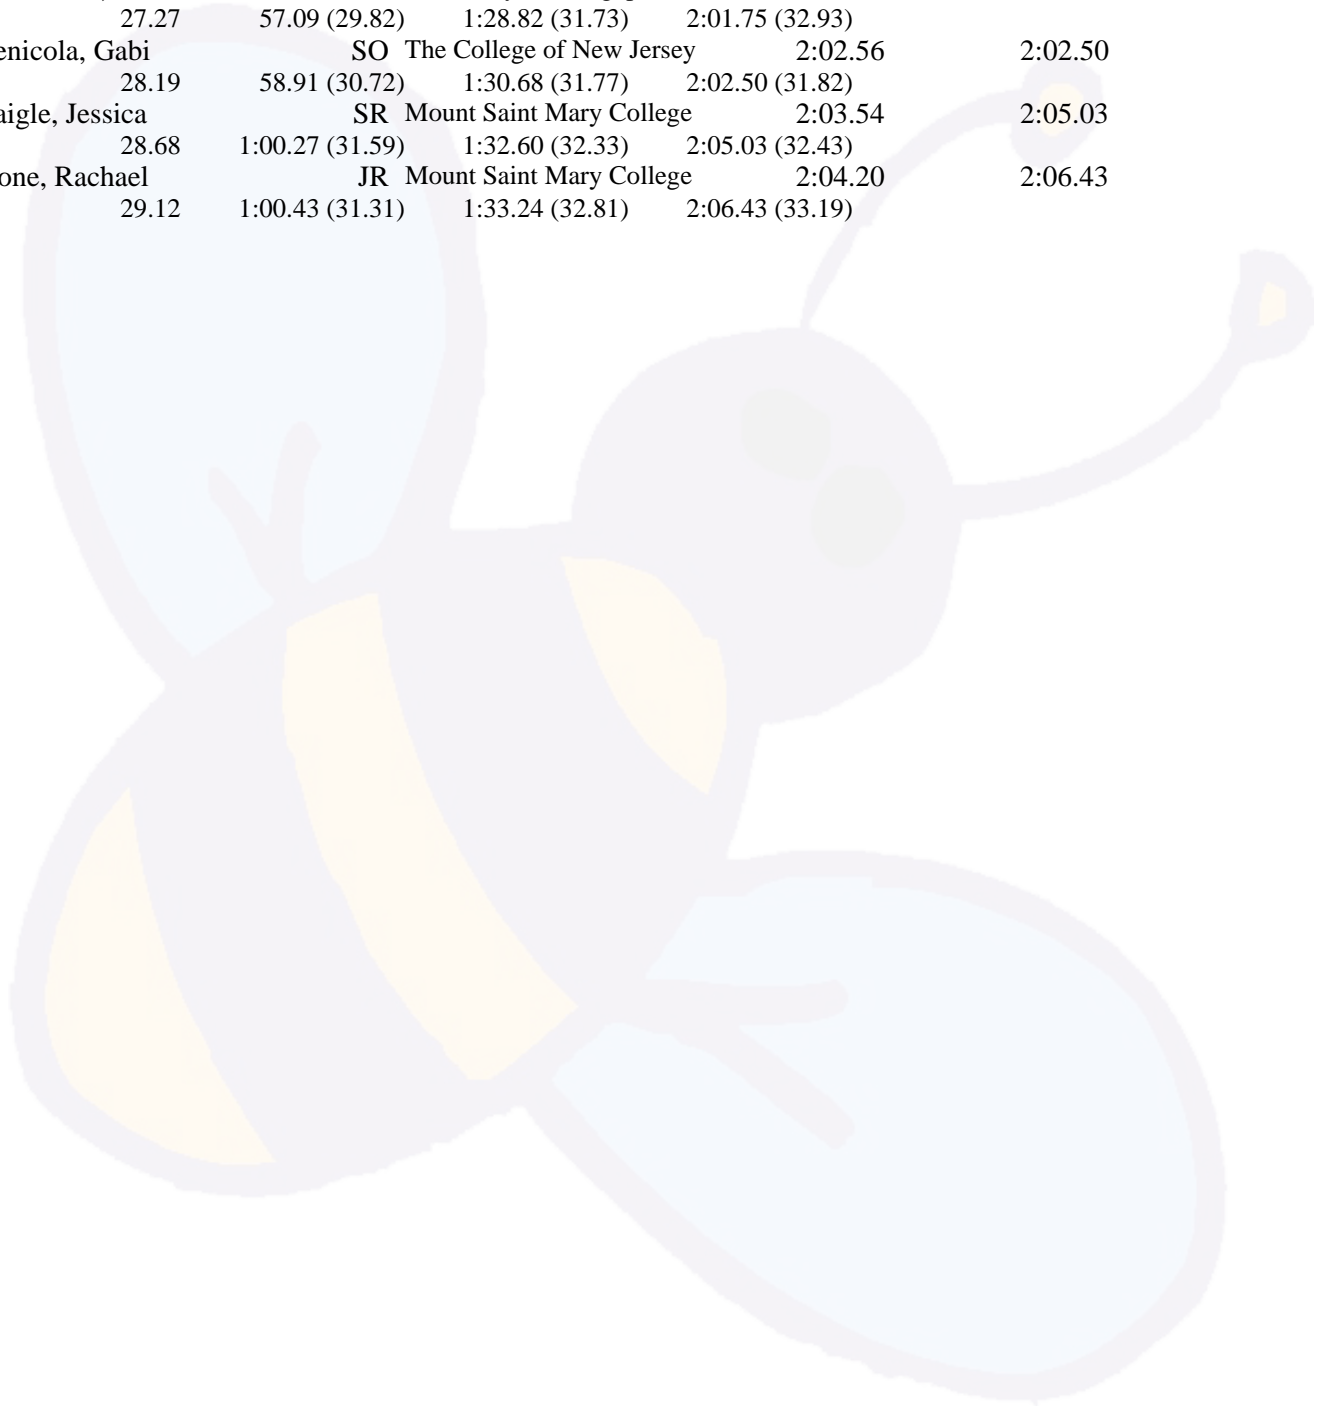 27.27 57.09 (29.82) 1:28.82 (31.73) 2:01.75 (32.93)
enicola, Gabi SO The College of New Jersey 2:02.56 2:02.50
28.19 58.91 (30.72) 1:30.68 (31.77) 2:02.50 (31.82)
aigle, Jessica SR Mount Saint Mary College 2:03.54 2:05.03
28.68 1:00.27 (31.59) 1:32.60 (32.33) 2:05.03 (32.43)
one, Rachael JR Mount Saint Mary College 2:04.20 2:06.43
29.12 1:00.43 (31.31) 1:33.24 (32.81) 2:06.43 (33.19)